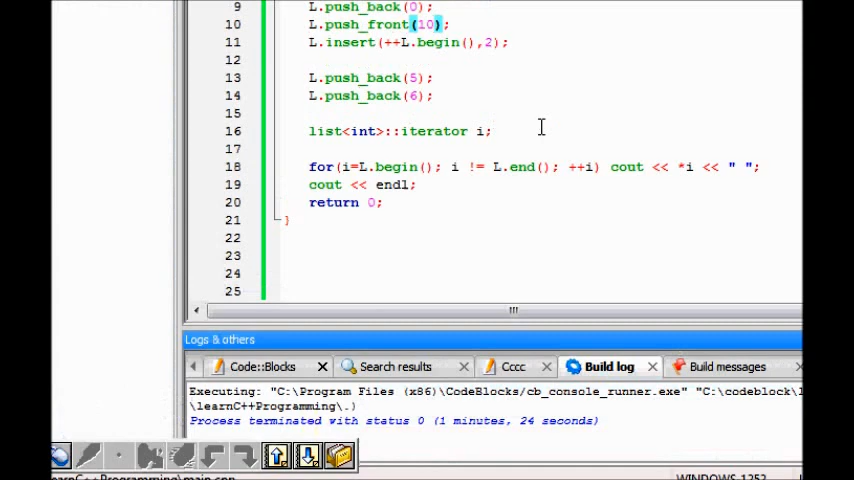 9 L.push_back(0);
10 L.push_front(10);
11 L.insert(++L.begin(),2);
12
13 L.push_back(5);
14 L.push_back(6);
15
16 list<int>::iterator i;
17
18 for(i=L.begin(); i != L.end(); ++i) cout << *i << " ";
19 cout << endl;
20 return 0;
21 }
22
23
24
25
Logs & others
Code::Blocks Search results Cccc Build log Build messages
Executing: "C:\Program Files (x86)\CodeBlocks/cb_console_runner.exe" "C:\codeblock\
\learnC++Programming\.)
Process terminated with status 0 (1 minutes, 24 seconds)
earnC++Programming\main.cpp WINDOWS-1252